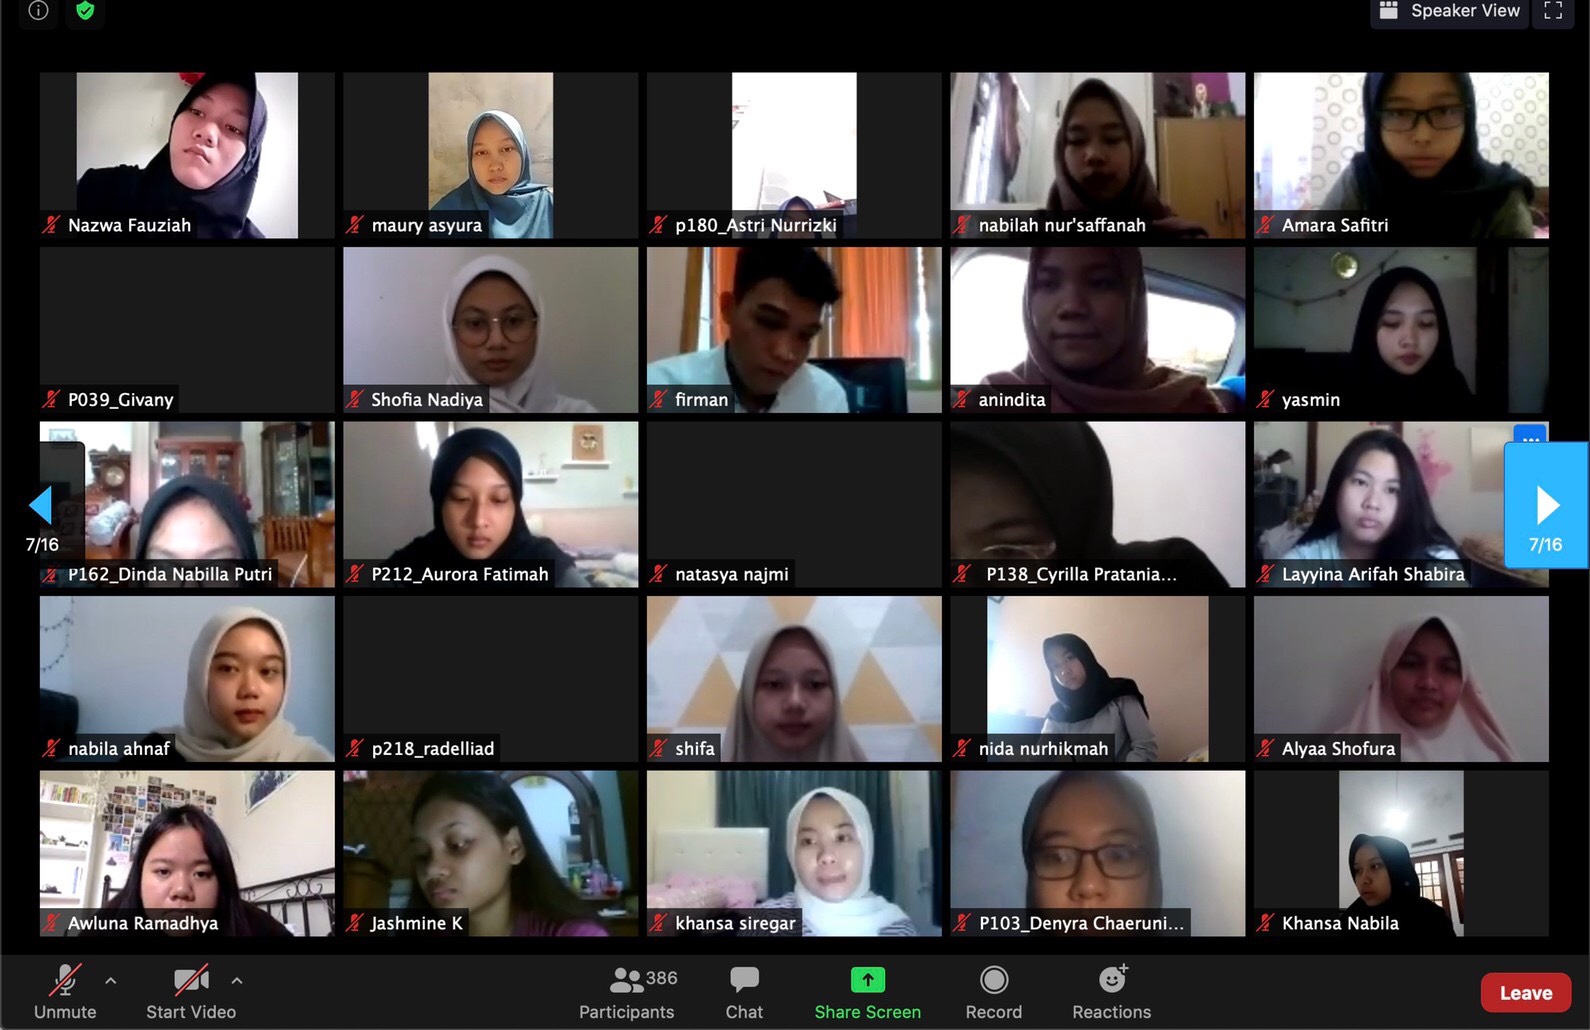 Speaker View
Nazwa Fauziah
maury asyura
p180_Astri Nurrizki
nabilah nur'saffanah
Amara Safitri
P039_Givany
Shofia Nadiya
firman
anindita
yasmin
7/16
P162_Dinda Nabilla Putri
P212_Aurora Fatimah
natasya najmi
P138_Cyrilla Pratania...
Layyina Arifah Shabira
7/16
nabila ahnaf
p218_radelliad
shifa
nida nurhikmah
Alyaa Shofura
Awluna Ramadhya
Jashmine K
khansa siregar
P103_Denyra Chaeruni...
Khansa Nabila
Unmute
Start Video
386
Participants
Chat
Share Screen
Record
Reactions
Leave